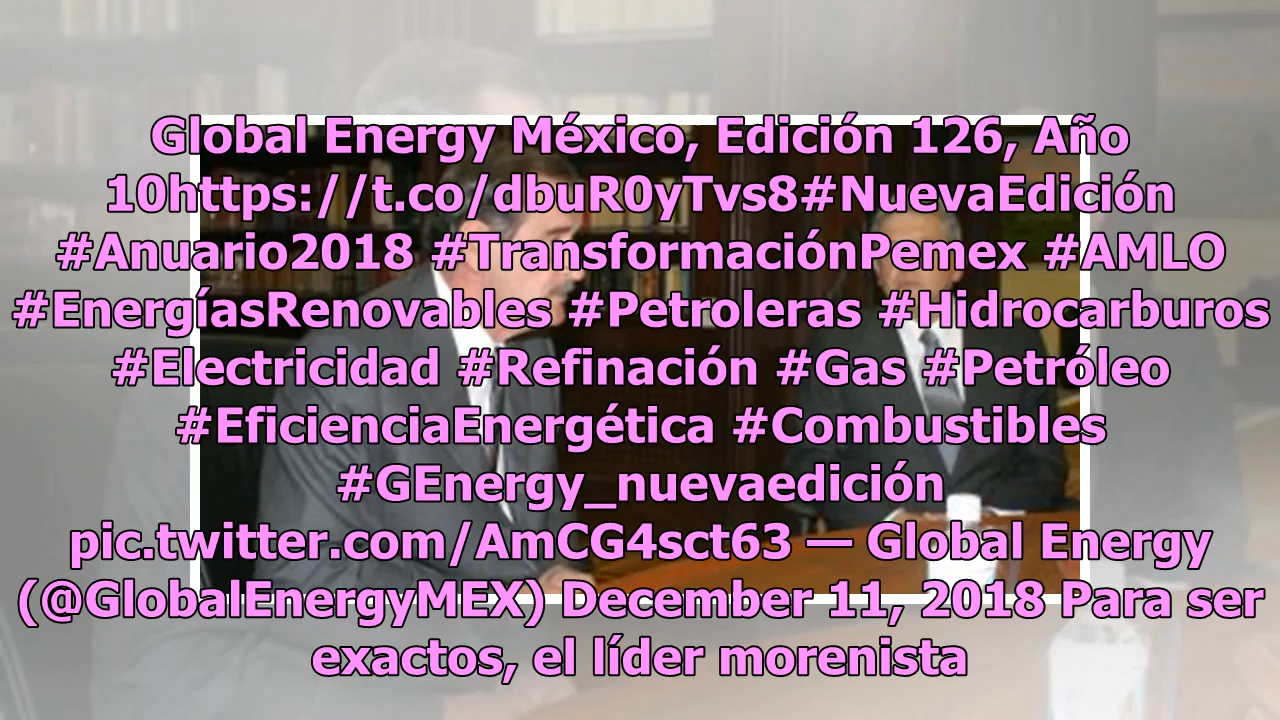 Global Energy México, Edición 126, Año
10https://t.co/dbuR0yTvs8#NuevaEdición
#Anuario2018 #TransformaciónPemex #AMLO
#EnergíasRenovables #Petroleras #Hidrocarburos
#Electricidad #Refinación #Gas #Petróleo
#EficienciaEnergética #Combustibles
#GEnergy_nuevaedición
pic.twitter.com/AmCG4sct63 — Global Energy
(@GlobalEnergyMEX) December 11, 2018 Para ser
exactos, el líder morenista